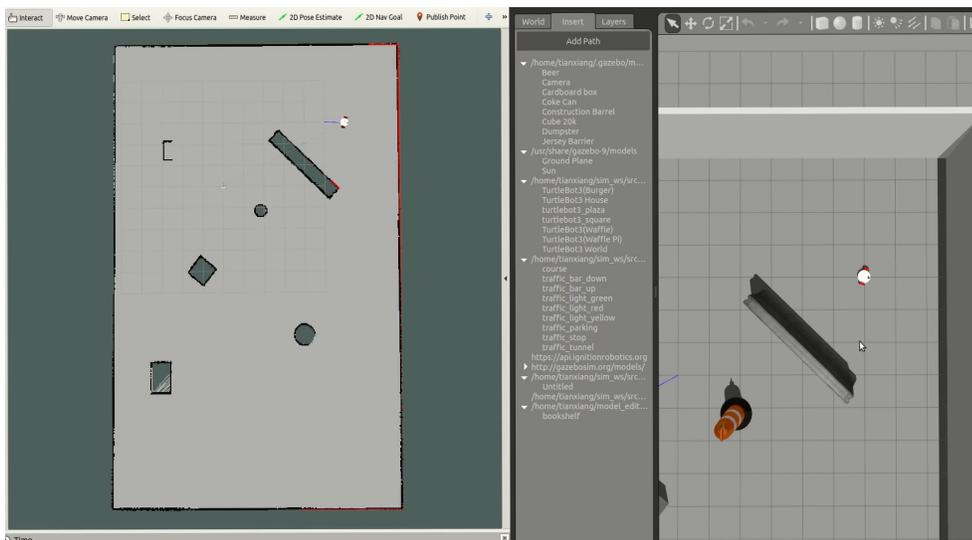 Interact Move Camera Select Focus Camera Measure 2D Pose Estimate 2D Nav Goal Publish Point »
World Insert Layers
Add Path
/home/tianxiang/.gazebo/m...
Beer
Camera
Cardboard box
Coke Can
Construction Barrel
Cube 20k
Dumpster
Jersey Barrier
/usr/share/gazebo-9/models
Ground Plane
Sun
/home/tianxiang/sim_ws/src...
TurtleBot3(Burger)
TurtleBot3 House
turtlebot3_plaza
turtlebot3_square
TurtleBot3(Waffle)
TurtleBot3(Waffle Pi)
TurtleBot3 World
/home/tianxiang/sim_ws/src...
course
traffic_bar_down
traffic_bar_up
traffic_light_green
traffic_light_red
traffic_light_yellow
traffic_parking
traffic_stop
traffic_tunnel
https://api.ignitionrobotics.org
http://gazebosim.org/models/
/home/tianxiang/sim_ws/src...
Untitled
/home/tianxiang/sim_ws/src...
/home/tianxiang/model_edit...
bookshelf
Time